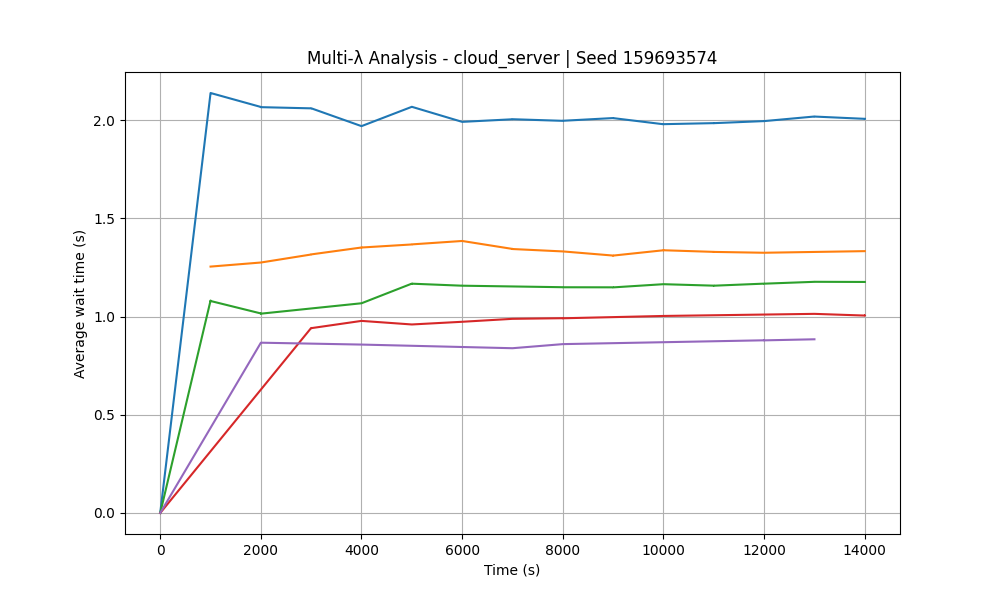 Multi-λ Analysis - cloud_server | Seed 159693574
Average wait time (s)
2.0
1.5
1.0
0.5
0.0
0 2000 4000 6000 8000 10000 12000 14000
Time (s)